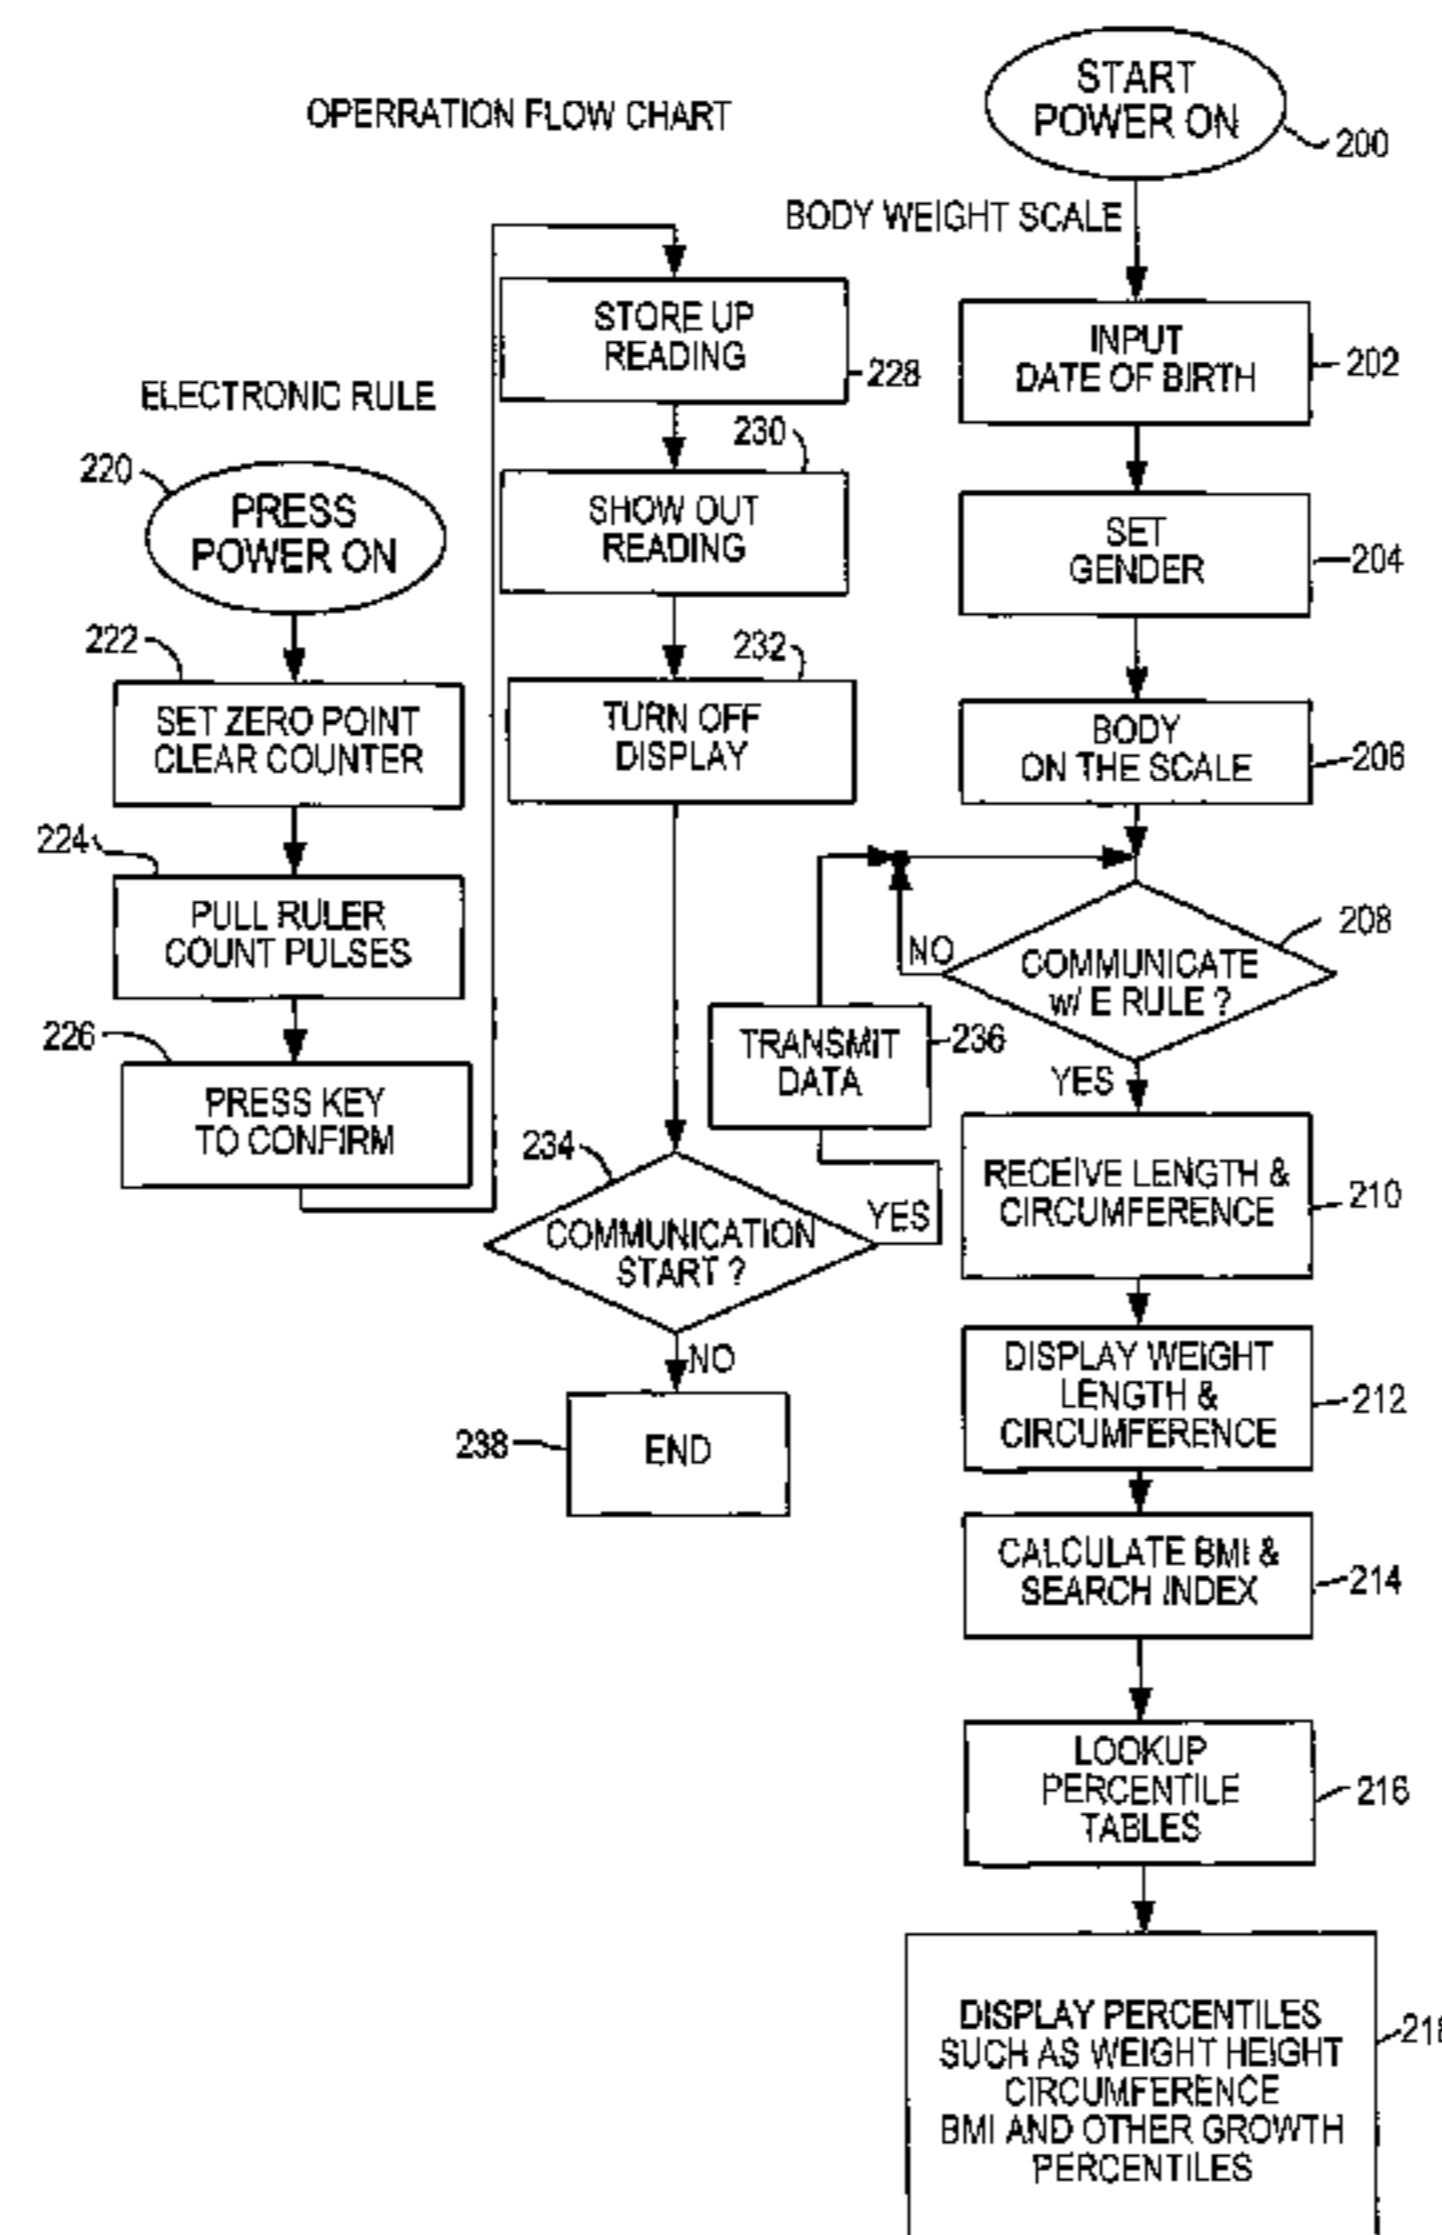 OPERRATION FLOW CHART
START
POWER ON
200
BODY WEIGHT SCALE
INPUT
DATE OF BIRTH
202
SET
GENDER
204
BODY
ON THE SCALE
206
COMMUNICATE
w/ E RULE ?
208
NO
YES
RECEIVE LENGTH &
CIRCUMFERENCE
210
DISPLAY WEIGHT
LENGTH &
CIRCUMFERENCE
212
CALCULATE BMI &
SEARCH INDEX
214
LOOKUP
PERCENTILE
TABLES
216
DISPLAY PERCENTILES
SUCH AS WEIGHT HEIGHT
CIRCUMFERENCE
BMI AND OTHER GROWTH
PERCENTILES
218
ELECTRONIC RULE
220
PRESS
POWER ON
222
SET ZERO POINT
CLEAR COUNTER
224
PULL RULER
COUNT PULSES
226
PRESS KEY
TO CONFIRM
STORE UP
READING
228
230
SHOW OUT
READING
232
TURN OFF
DISPLAY
234
COMMUNICATION
START ?
YES
TRANSMIT
DATA
236
NO
238
END